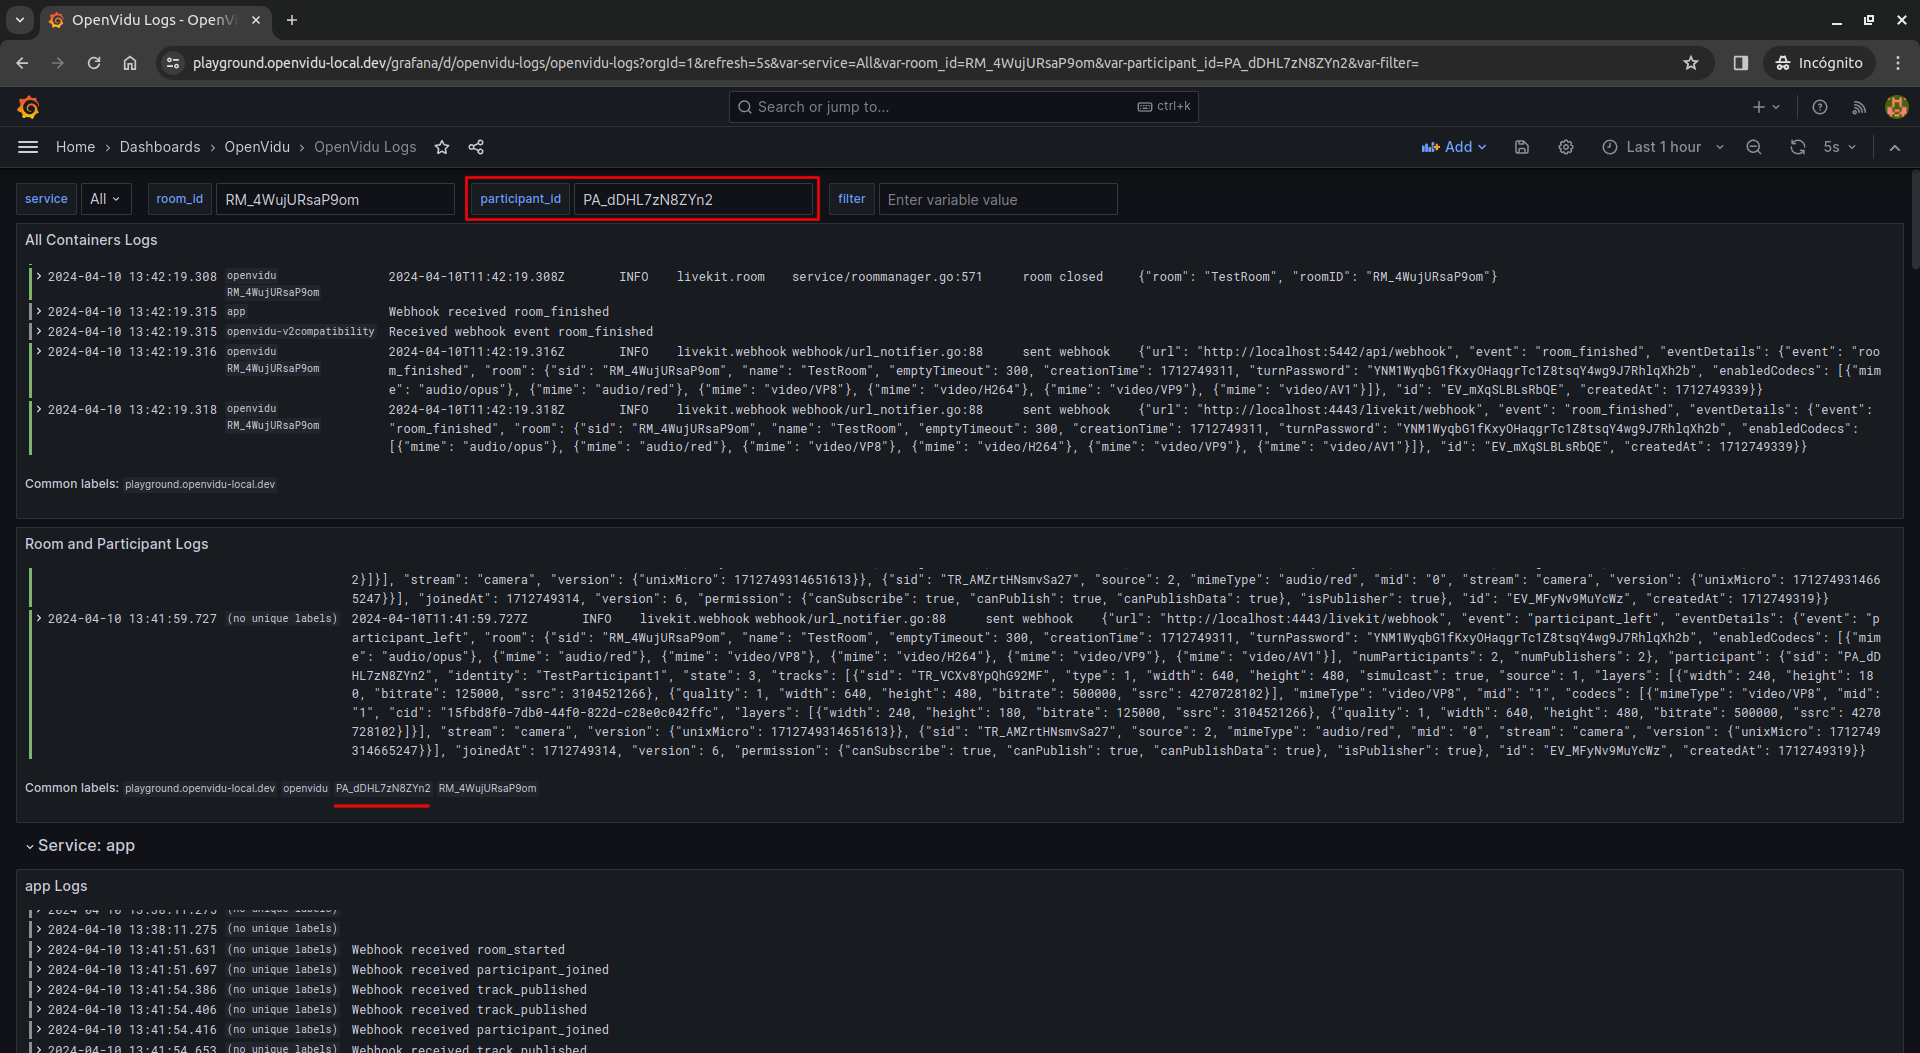 OpenVidu Logs - OpenVi
playground.openvidu-local.dev/grafana/d/openvidu-logs/openvidu-logs?orgId=1&refresh=5s&var-service=All&var-room_id=RM_4WujURsaP9om&var-participant_id=PA_dDHL7zN8ZYn2&var-filter=
Incógnito
Search or jump to...
ctrl+k
Home
Dashboards
OpenVidu
OpenVidu Logs
Add
Last 1 hour
5s
service
All
room_id
RM_4WujURsaP9om
participant_id
PA_dDHL7zN8ZYn2
filter
Enter variable value
All Containers Logs
2024-04-10 13:42:19.308 openvidu 2024-04-10T11:42:19.308Z INFO livekit.room service/roommanager.go:571 room closed {"room": "TestRoom", "roomID": "RM_4WujURsaP9om"}
RM_4WujURsaP9om
2024-04-10 13:42:19.315 app Webhook received room_finished
2024-04-10 13:42:19.315 openvidu-v2compatibility Received webhook event room_finished
2024-04-10 13:42:19.316 openvidu 2024-04-10T11:42:19.316Z INFO livekit.webhook webhook/url_notifier.go:88 sent webhook {"url": "http://localhost:5442/api/webhook", "event": "room_finished", "eventDetails": {"event": "roo
RM_4WujURsaP9om m_finished", "room": {"sid": "RM_4WujURsaP9om", "name": "TestRoom", "emptyTimeout": 300, "creationTime": 1712749311, "turnPassword": "YNM1WyqbG1fKxyOHaqgrTc1Z8tsqY4wg9J7RhlqXh2b", "enabledCodecs": [{"mim
e": "audio/opus"}, {"mime": "audio/red"}, {"mime": "video/VP8"}, {"mime": "video/H264"}, {"mime": "video/VP9"}, {"mime": "video/AV1"}]}, "id": "EV_mXqSLBLsRbQE", "createdAt": 1712749339}}
2024-04-10 13:42:19.318 openvidu 2024-04-10T11:42:19.318Z INFO livekit.webhook webhook/url_notifier.go:88 sent webhook {"url": "http://localhost:4443/livekit/webhook", "event": "room_finished", "eventDetails": {"event":
RM_4WujURsaP9om "room_finished", "room": {"sid": "RM_4WujURsaP9om", "name": "TestRoom", "emptyTimeout": 300, "creationTime": 1712749311, "turnPassword": "YNM1WyqbG1fKxyOHaqgrTc1Z8tsqY4wg9J7RhlqXh2b", "enabledCodecs":
[{"mime": "audio/opus"}, {"mime": "audio/red"}, {"mime": "video/VP8"}, {"mime": "video/H264"}, {"mime": "video/VP9"}, {"mime": "video/AV1"}]}, "id": "EV_mXqSLBLsRbQE", "createdAt": 1712749339}}
Common labels: playground.openvidu-local.dev
Room and Participant Logs
2}]}], "stream": "camera", "version": {"unixMicro": 1712749314651613}}, {"sid": "TR_AMZrtHNsmvSa27", "source": 2, "mimeType": "audio/red", "mid": "0", "stream": "camera", "version": {"unixMicro": 171274931466
5247}}], "joinedAt": 1712749314, "version": 6, "permission": {"canSubscribe": true, "canPublish": true, "canPublishData": true}, "isPublisher": true}, "id": "EV_MFyNv9MuYcWz", "createdAt": 1712749319}}
2024-04-10 13:41:59.727 (no unique labels) 2024-04-10T11:41:59.727Z INFO livekit.webhook webhook/url_notifier.go:88 sent webhook {"url": "http://localhost:4443/livekit/webhook", "event": "participant_left", "eventDetails": {"event": "p
articipant_left", "room": {"sid": "RM_4WujURsaP9om", "name": "TestRoom", "emptyTimeout": 300, "creationTime": 1712749311, "turnPassword": "YNM1WyqbG1fKxyOHaqgrTc1Z8tsqY4wg9J7RhlqXh2b", "enabledCodecs": [{"mim
e": "audio/opus"}, {"mime": "audio/red"}, {"mime": "video/VP8"}, {"mime": "video/H264"}, {"mime": "video/VP9"}, {"mime": "video/AV1"}], "numParticipants": 2, "numPublishers": 2}, "participant": {"sid": "PA_dD
HL7zN8ZYn2", "identity": "TestParticipant1", "state": 3, "tracks": [{"sid": "TR_VCXv8YpQhG92MF", "type": 1, "width": 640, "height": 480, "simulcast": true, "source": 1, "layers": [{"width": 240, "height": 18
0, "bitrate": 125000, "ssrc": 3104521266}, {"quality": 1, "width": 640, "height": 480, "bitrate": 500000, "ssrc": 4270728102}], "mimeType": "video/VP8", "mid": "1", "codecs": [{"mimeType": "video/VP8", "mid":
"1", "cid": "15fbd8f0-7db0-44f0-822d-c28e0c042ffc", "layers": [{"width": 240, "height": 180, "bitrate": 125000, "ssrc": 3104521266}, {"quality": 1, "width": 640, "height": 480, "bitrate": 500000, "ssrc": 4270
728102}]}], "stream": "camera", "version": {"unixMicro": 1712749314651613}}, {"sid": "TR_AMZrtHNsmvSa27", "source": 2, "mimeType": "audio/red", "mid": "0", "stream": "camera", "version": {"unixMicro": 1712749
314665247}}], "joinedAt": 1712749314, "version": 6, "permission": {"canSubscribe": true, "canPublish": true, "canPublishData": true}, "isPublisher": true}, "id": "EV_MFyNv9MuYcWz", "createdAt": 1712749319}}
Common labels: playground.openvidu-local.dev openvidu PA_dDHL7zN8ZYn2 RM_4WujURsaP9om
Service: app
app Logs
2024-04-10 13:38:11.275 (no unique labels)
2024-04-10 13:38:11.275 (no unique labels)
2024-04-10 13:41:51.631 (no unique labels) Webhook received room_started
2024-04-10 13:41:51.697 (no unique labels) Webhook received participant_joined
2024-04-10 13:41:54.386 (no unique labels) Webhook received track_published
2024-04-10 13:41:54.406 (no unique labels) Webhook received track_published
2024-04-10 13:41:54.416 (no unique labels) Webhook received participant_joined
2024-04-10 13:41:54.653 (no unique labels) Webhook received track_published